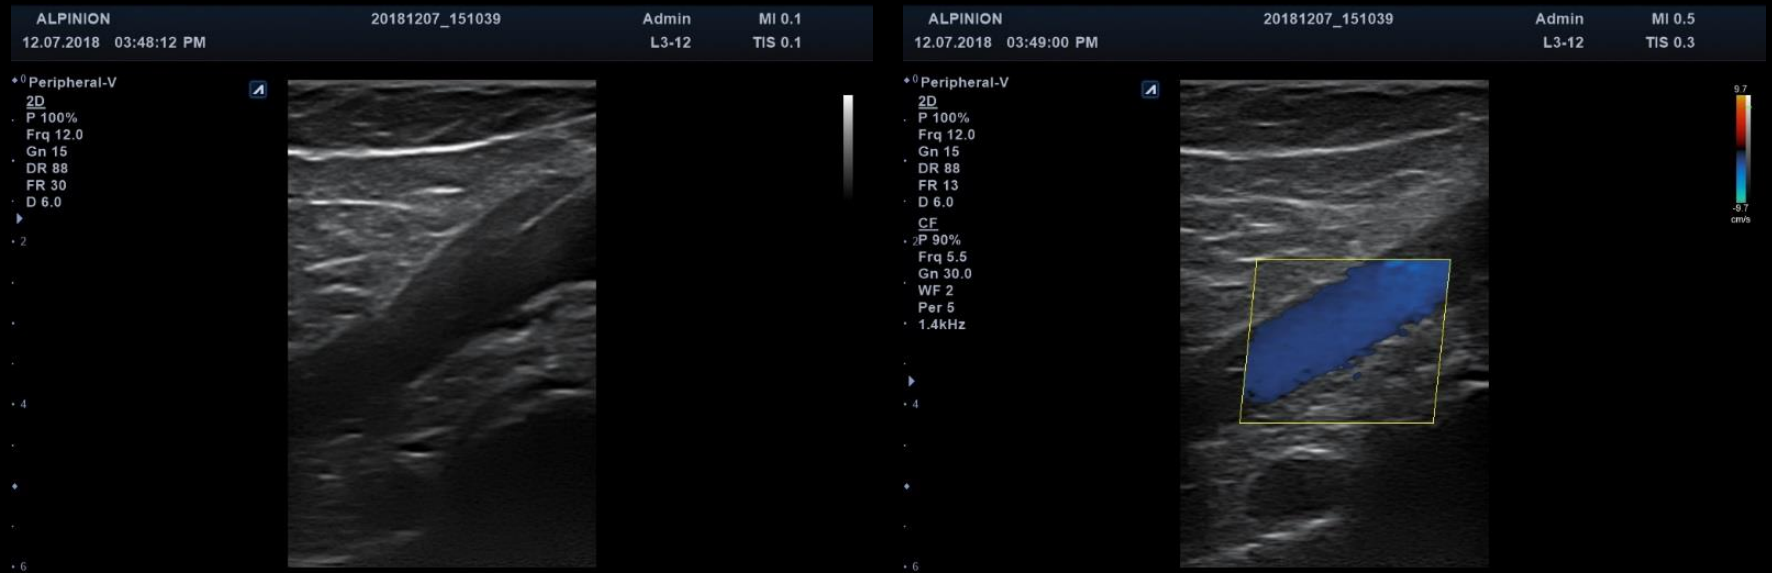 ALPINION 20181207_151039 Admin MI 0.1
12.07.2018 03:48:12 PM L3-12 TIS 0.1
0 Peripheral-V
2D
P 100%
Frq 12.0
Gn 15
DR 88
FR 30
D 6.0
2
4
6
ALPINION 20181207_151039 Admin MI 0.5
12.07.2018 03:49:00 PM L3-12 TIS 0.3
0 Peripheral-V
2D
P 100%
Frq 12.0
Gn 15
DR 88
FR 13
D 6.0
CF
2 P 90%
Frq 5.5
Gn 30.0
WF 2
Per 5
1.4kHz
4
6
9.7
-9.7
cm/s